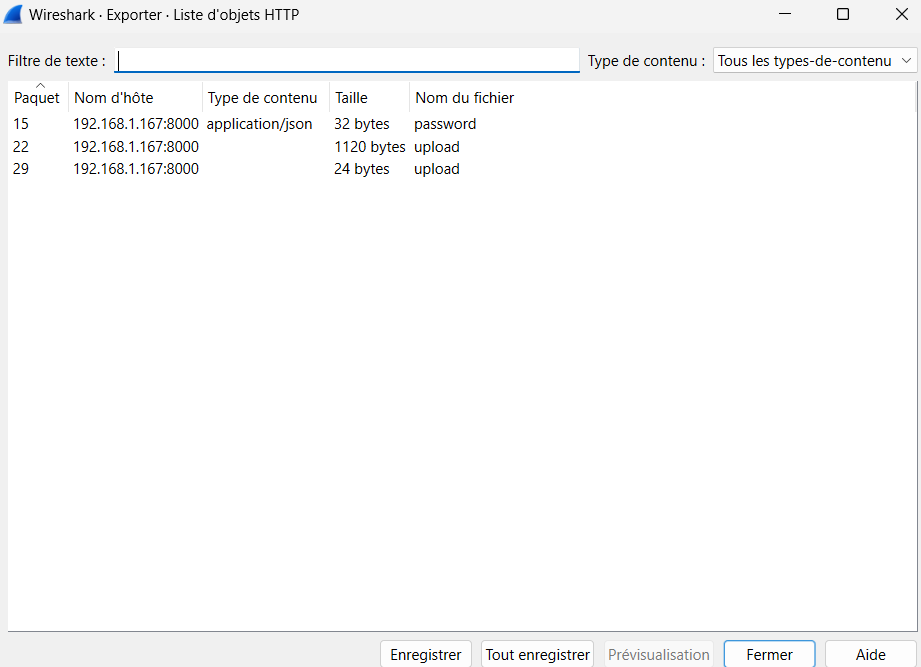 Wireshark · Exporter · Liste d'objets HTTP
Filtre de texte : Type de contenu : Tous les types-de-contenu
Paquet Nom d'hôte Type de contenu Taille Nom du fichier
15 192.168.1.167:8000 application/json 32 bytes password
22 192.168.1.167:8000 1120 bytes upload
29 192.168.1.167:8000 24 bytes upload
Enregistrer Tout enregistrer Prévisualisation Fermer Aide